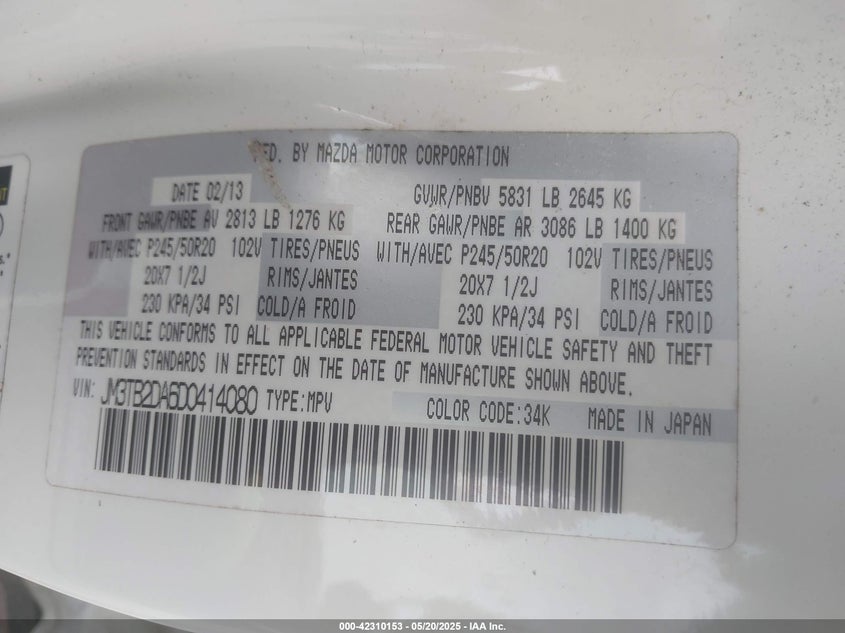 MFD. BY MAZDA MOTOR CORPORATION
DATE 02/13 GVWR/PNBV 5831 LB 2645 KG
FRONT GAWR/PNBE AV 2813 LB 1276 KG REAR GAWR/PNBE AR 3086 LB 1400 KG
WITH/AVEC P245/50R20 102V TIRES/PNEUS WITH/AVEC P245/50R20 102V TIRES/PNEUS
20X7 1/2J RIMS/JANTES 20X7 1/2J RIMS/JANTES
230 KPA/34 PSI COLD/A FROID 230 KPA/34 PSI COLD/A FROID
THIS VEHICLE CONFORMS TO ALL APPLICABLE FEDERAL MOTOR VEHICLE SAFETY AND THEFT
PREVENTION STANDARDS IN EFFECT ON THE DATE OF MANUFACTURE SHOWN ABOVE.
VIN: JM3TB2DA6D0414080 TYPE:MPV COLOR CODE:34K MADE IN JAPAN
000-42310153 - 05/20/2025 - IAA Inc.